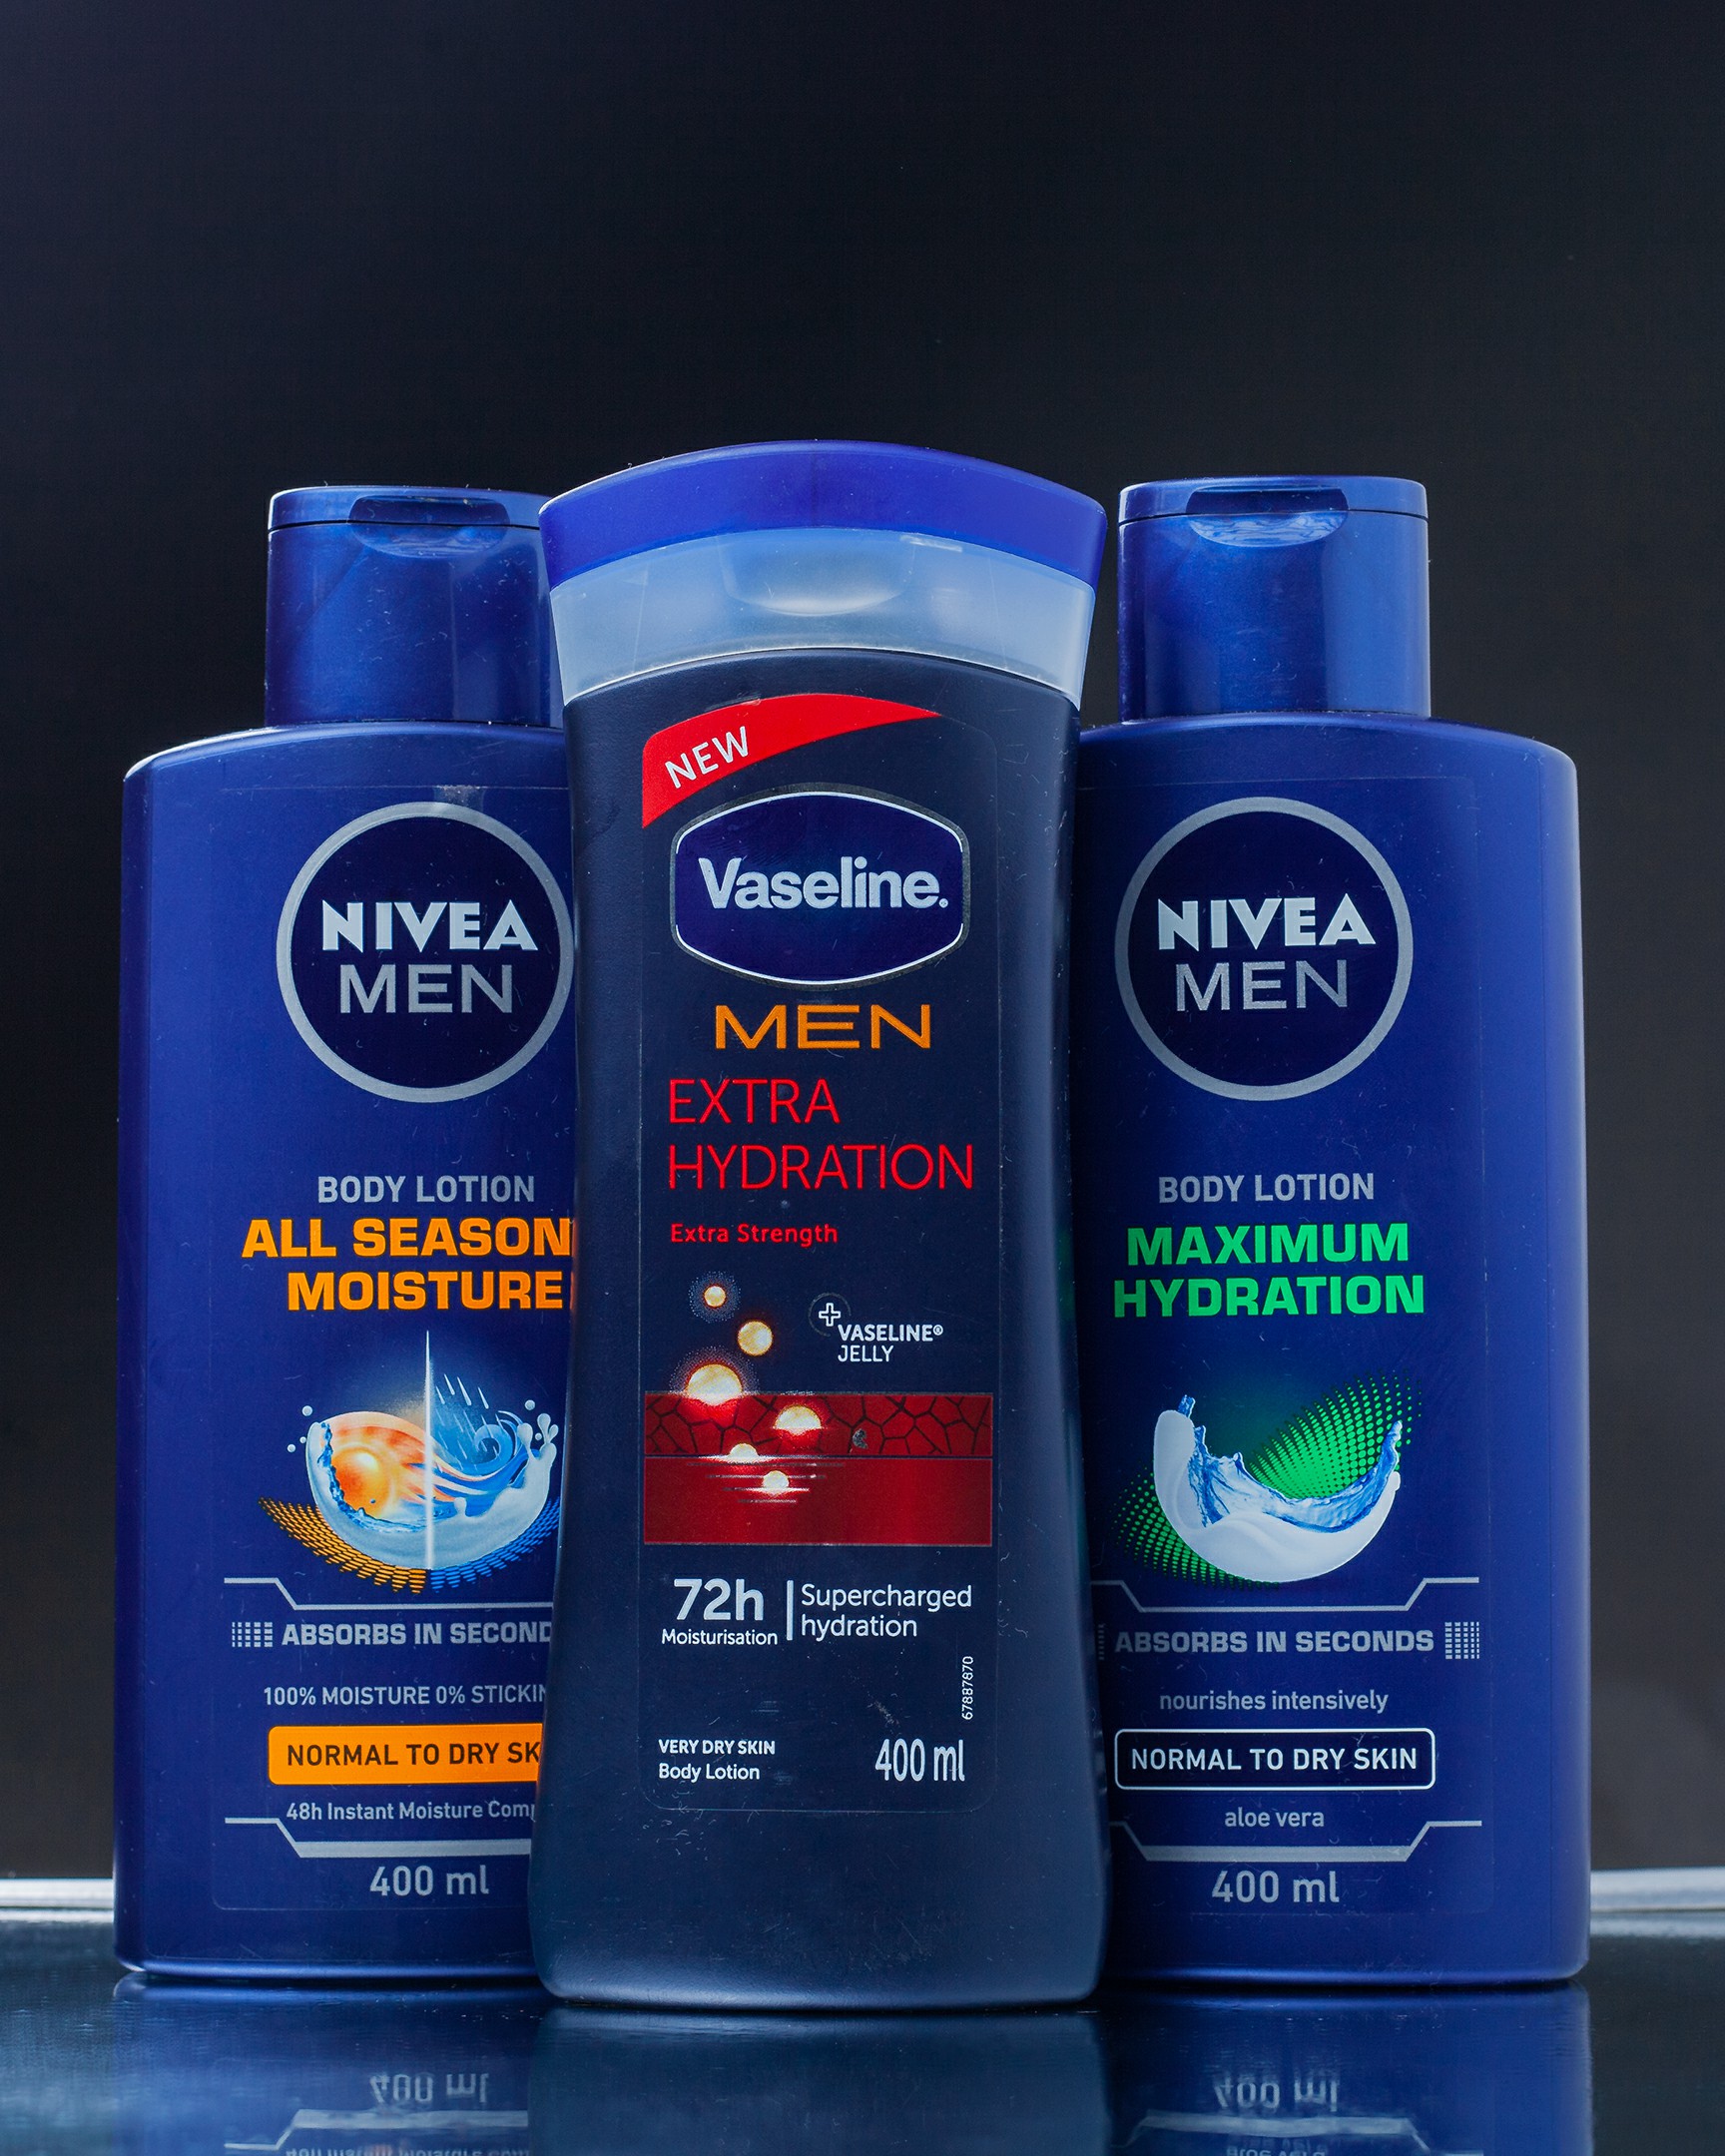 NIVEA
MEN
BODY LOTION
ALL SEASON
MOISTURE
ABSORBS IN SECOND
100% MOISTURE 0% STICKIN
NORMAL TO DRY SK
48h Instant Moisture Com
400 ml
NEW
Vaseline.
MEN
EXTRA
HYDRATION
Extra Strength
VASELINE®
JELLY
72h
Moisturisation
Supercharged
hydration
67887870
VERY DRY SKIN
Body Lotion
400 ml
NIVEA
MEN
BODY LOTION
MAXIMUM
HYDRATION
ABSORBS IN SECONDS
nourishes intensively
NORMAL TO DRY SKIN
aloe vera
400 ml